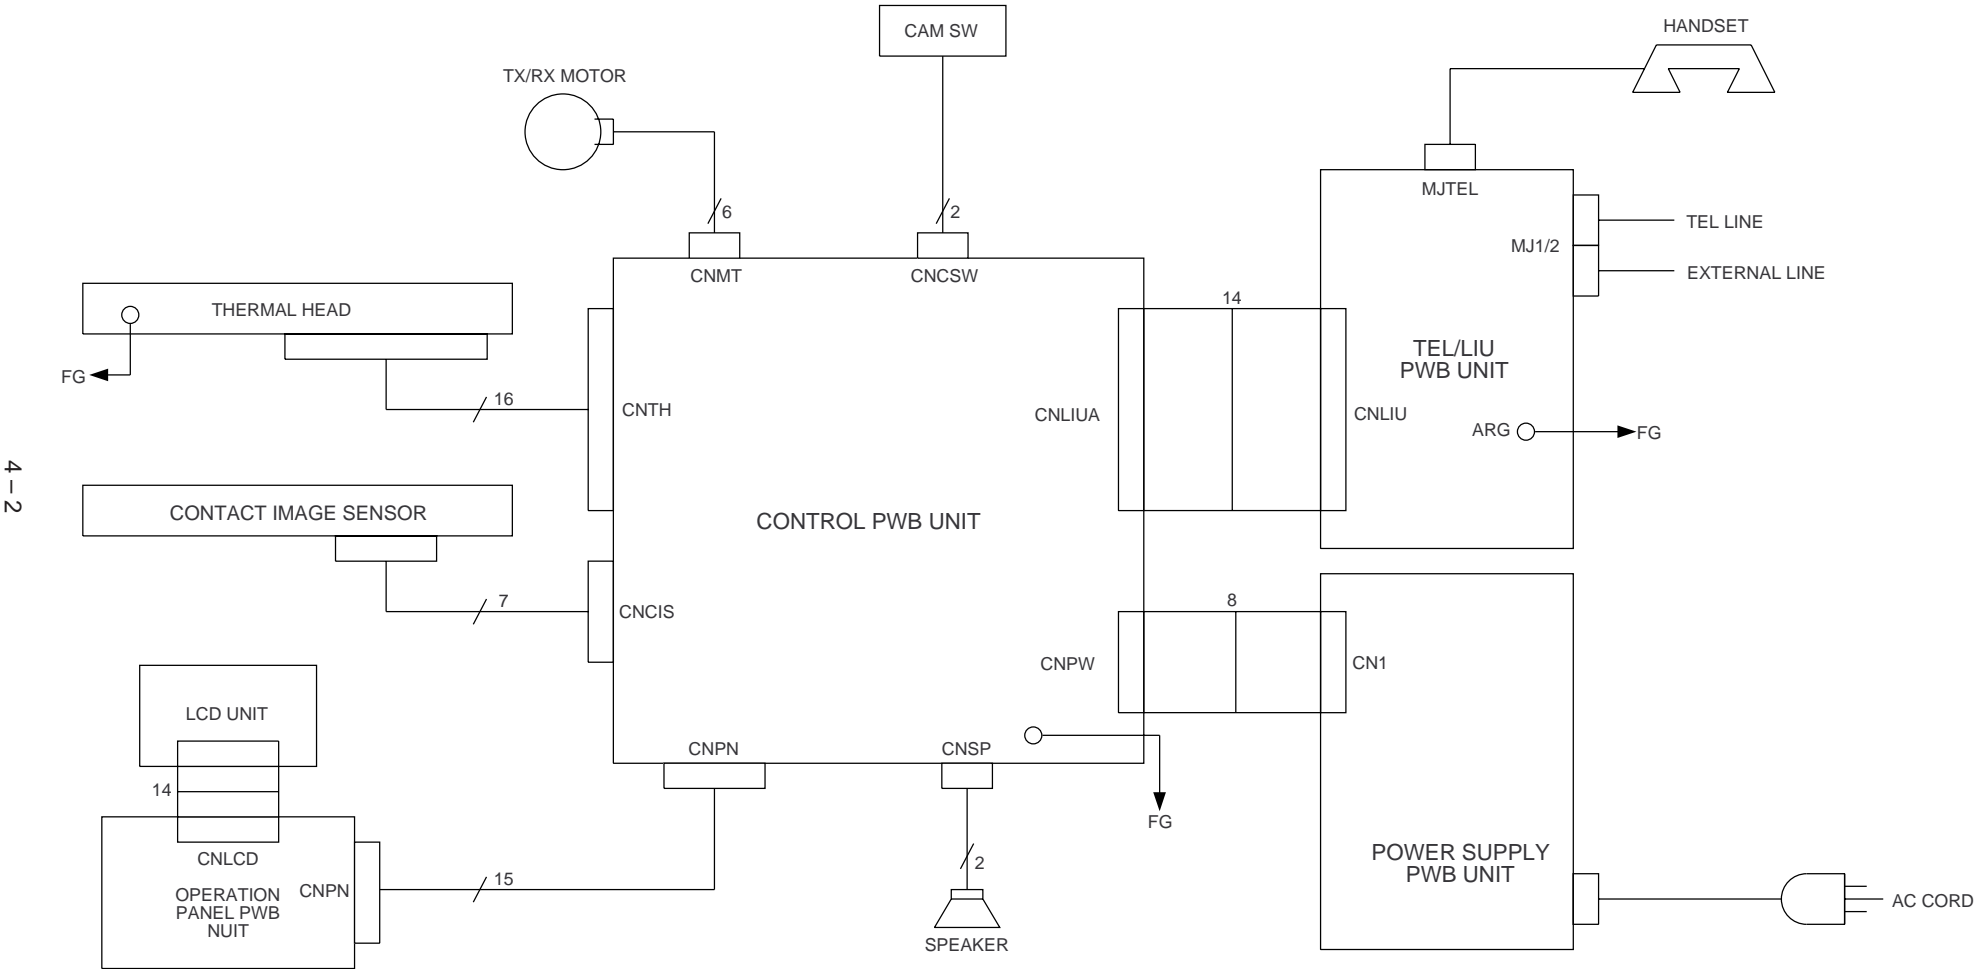 CAM SW
HANDSET
TX/RX MOTOR
6
2
MJTEL
TEL LINE
MJ1/2
EXTERNAL LINE
CNMT
CNCSW
THERMAL HEAD
14
FG
16
CNTH
CNLIUA
CNLIU
TEL/LIU
PWB UNIT
ARG
FG
4 – 2
CONTACT IMAGE SENSOR
CONTROL PWB UNIT
7
CNCIS
8
CNPW
CN1
LCD UNIT
14
CNPN
CNSP
FG
CNLCD
OPERATION
PANEL PWB
NUIT
CNPN
15
2
SPEAKER
POWER SUPPLY
PWB UNIT
AC CORD